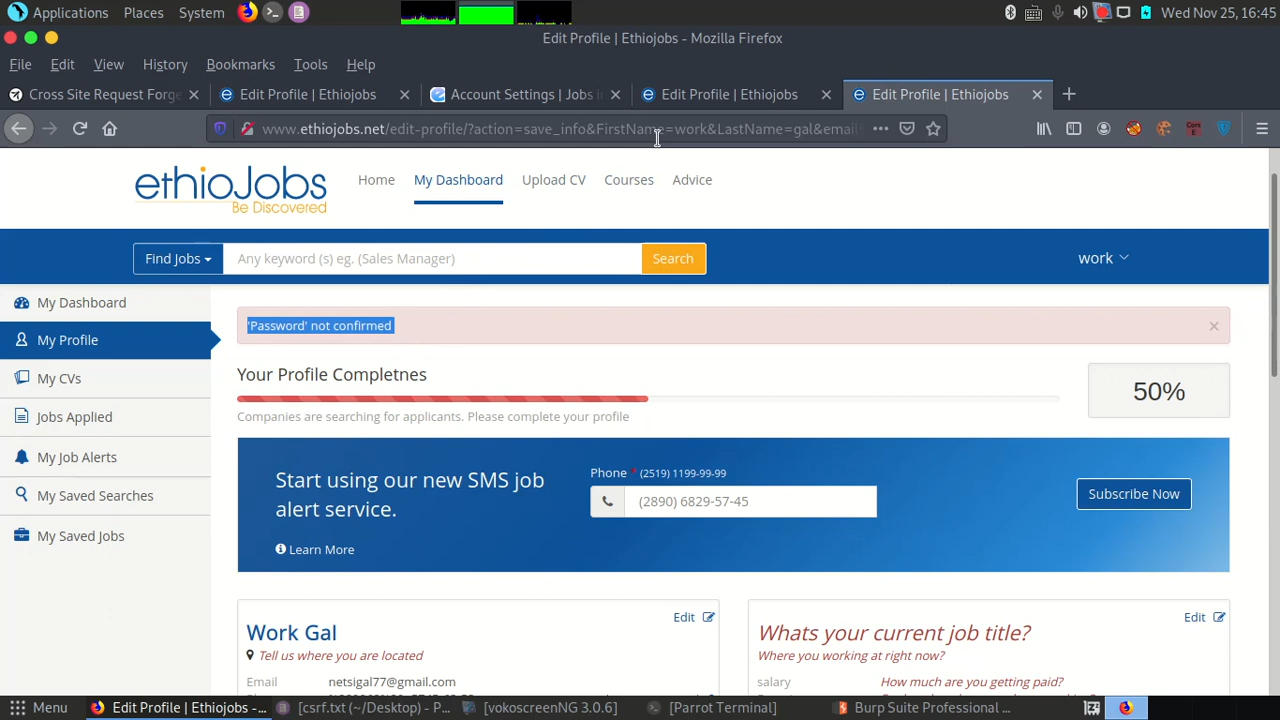 Applications Places System Wed Nov 25, 16:45
Edit Profile | Ethiojobs - Mozilla Firefox
File Edit View History Bookmarks Tools Help
Cross Site Request Forge Edit Profile | Ethiojobs Account Settings | Jobs i Edit Profile | Ethiojobs Edit Profile | Ethiojobs
www.ethiojobs.net/edit-profile/?action=save_info&FirstName=work&LastName=gal&email
ethioJobs
Be Discovered
Home My Dashboard Upload CV Courses Advice
Find Jobs Any keyword (s) eg. (Sales Manager) Search work
My Dashboard
My Profile
My CVs
Jobs Applied
My Job Alerts
My Saved Searches
My Saved Jobs
'Password' not confirmed ×
Your Profile Completnes
50%
Companies are searching for applicants. Please complete your profile
Start using our new SMS job
alert service.
Learn More
Phone * (2519) 1199-99-99
(2890) 6829-57-45
Subscribe Now
Edit
Work Gal
Tell us where you are located
Email netsigal77@gmail.com
Edit
Whats your current job title?
Where you working at right now?
salary How much are you getting paid?
Menu Edit Profile | Ethiojobs -... [csrf.txt (~/Desktop) - P... [vokoscreenNG 3.0.6] [Parrot Terminal] Burp Suite Professional ...